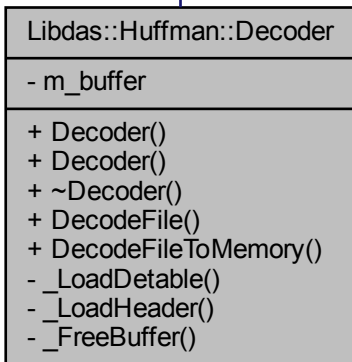 Libdas::Huffman::Decoder
- m_buffer
+ Decoder()
+ Decoder()
+ ~Decoder()
+ DecodeFile()
+ DecodeFileToMemory()
- _LoadDetable()
- _LoadHeader()
- _FreeBuffer()